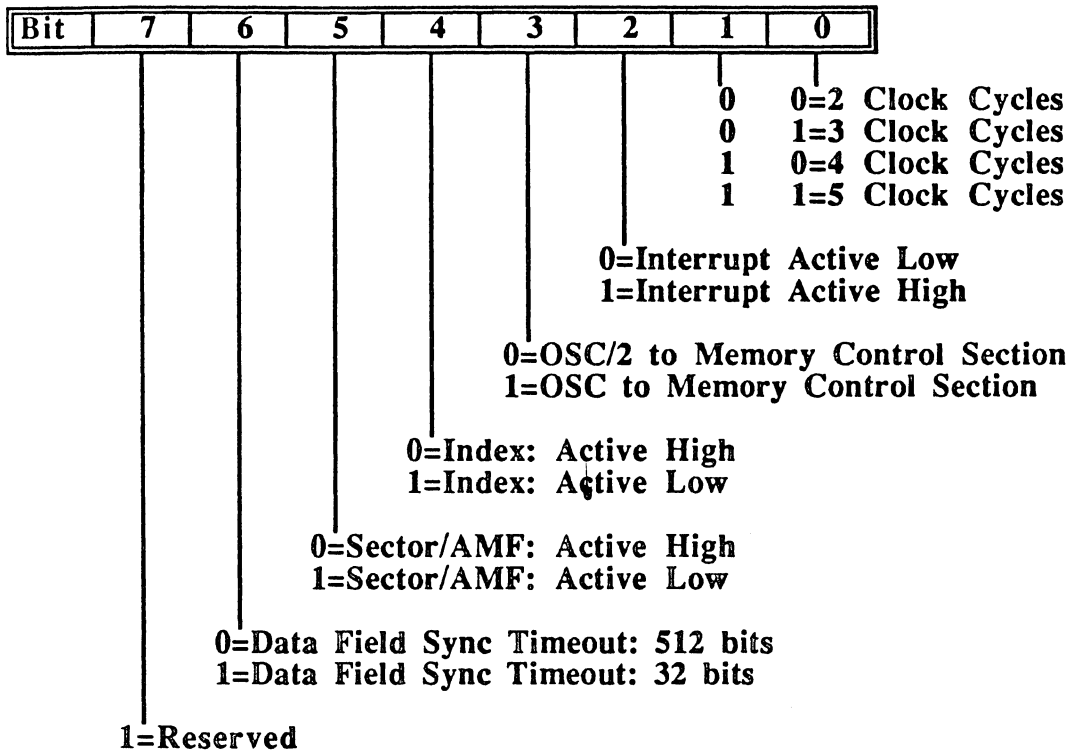 Bit 7 6 5 4 3 2 1 0
0 0=2 Clock Cycles
0 1=3 Clock Cycles
1 0=4 Clock Cycles
1 1=5 Clock Cycles
0=Interrupt Active Low
1=Interrupt Active High
0=OSC/2 to Memory Control Section
1=OSC to Memory Control Section
0=Index: Active High
1=Index: Active Low
0=Sector/AMF: Active High
1=Sector/AMF: Active Low
0=Data Field Sync Timeout: 512 bits
1=Data Field Sync Timeout: 32 bits
1=Reserved